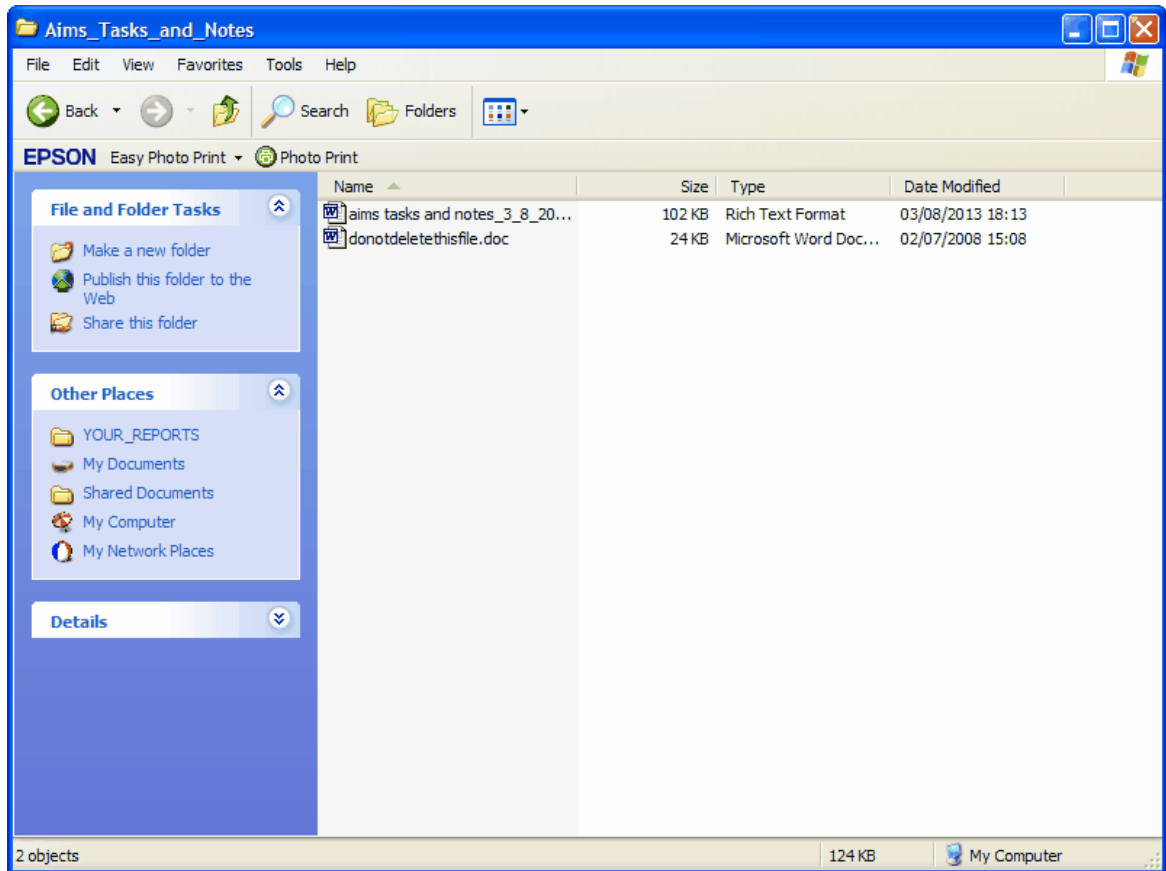 Aims_Tasks_and_Notes
File Edit View Favorites Tools Help
Back Search Folders
EPSON Easy Photo Print Photo Print
Name Size Type Date Modified
aims tasks and notes_3_8_20... 102 KB Rich Text Format 03/08/2013 18:13
donotdeletethisfile.doc 24 KB Microsoft Word Doc... 02/07/2008 15:08
File and Folder Tasks
Make a new folder
Publish this folder to the
Web
Share this folder
Other Places
YOUR_REPORTS
My Documents
Shared Documents
My Computer
My Network Places
Details
2 objects 124 KB My Computer